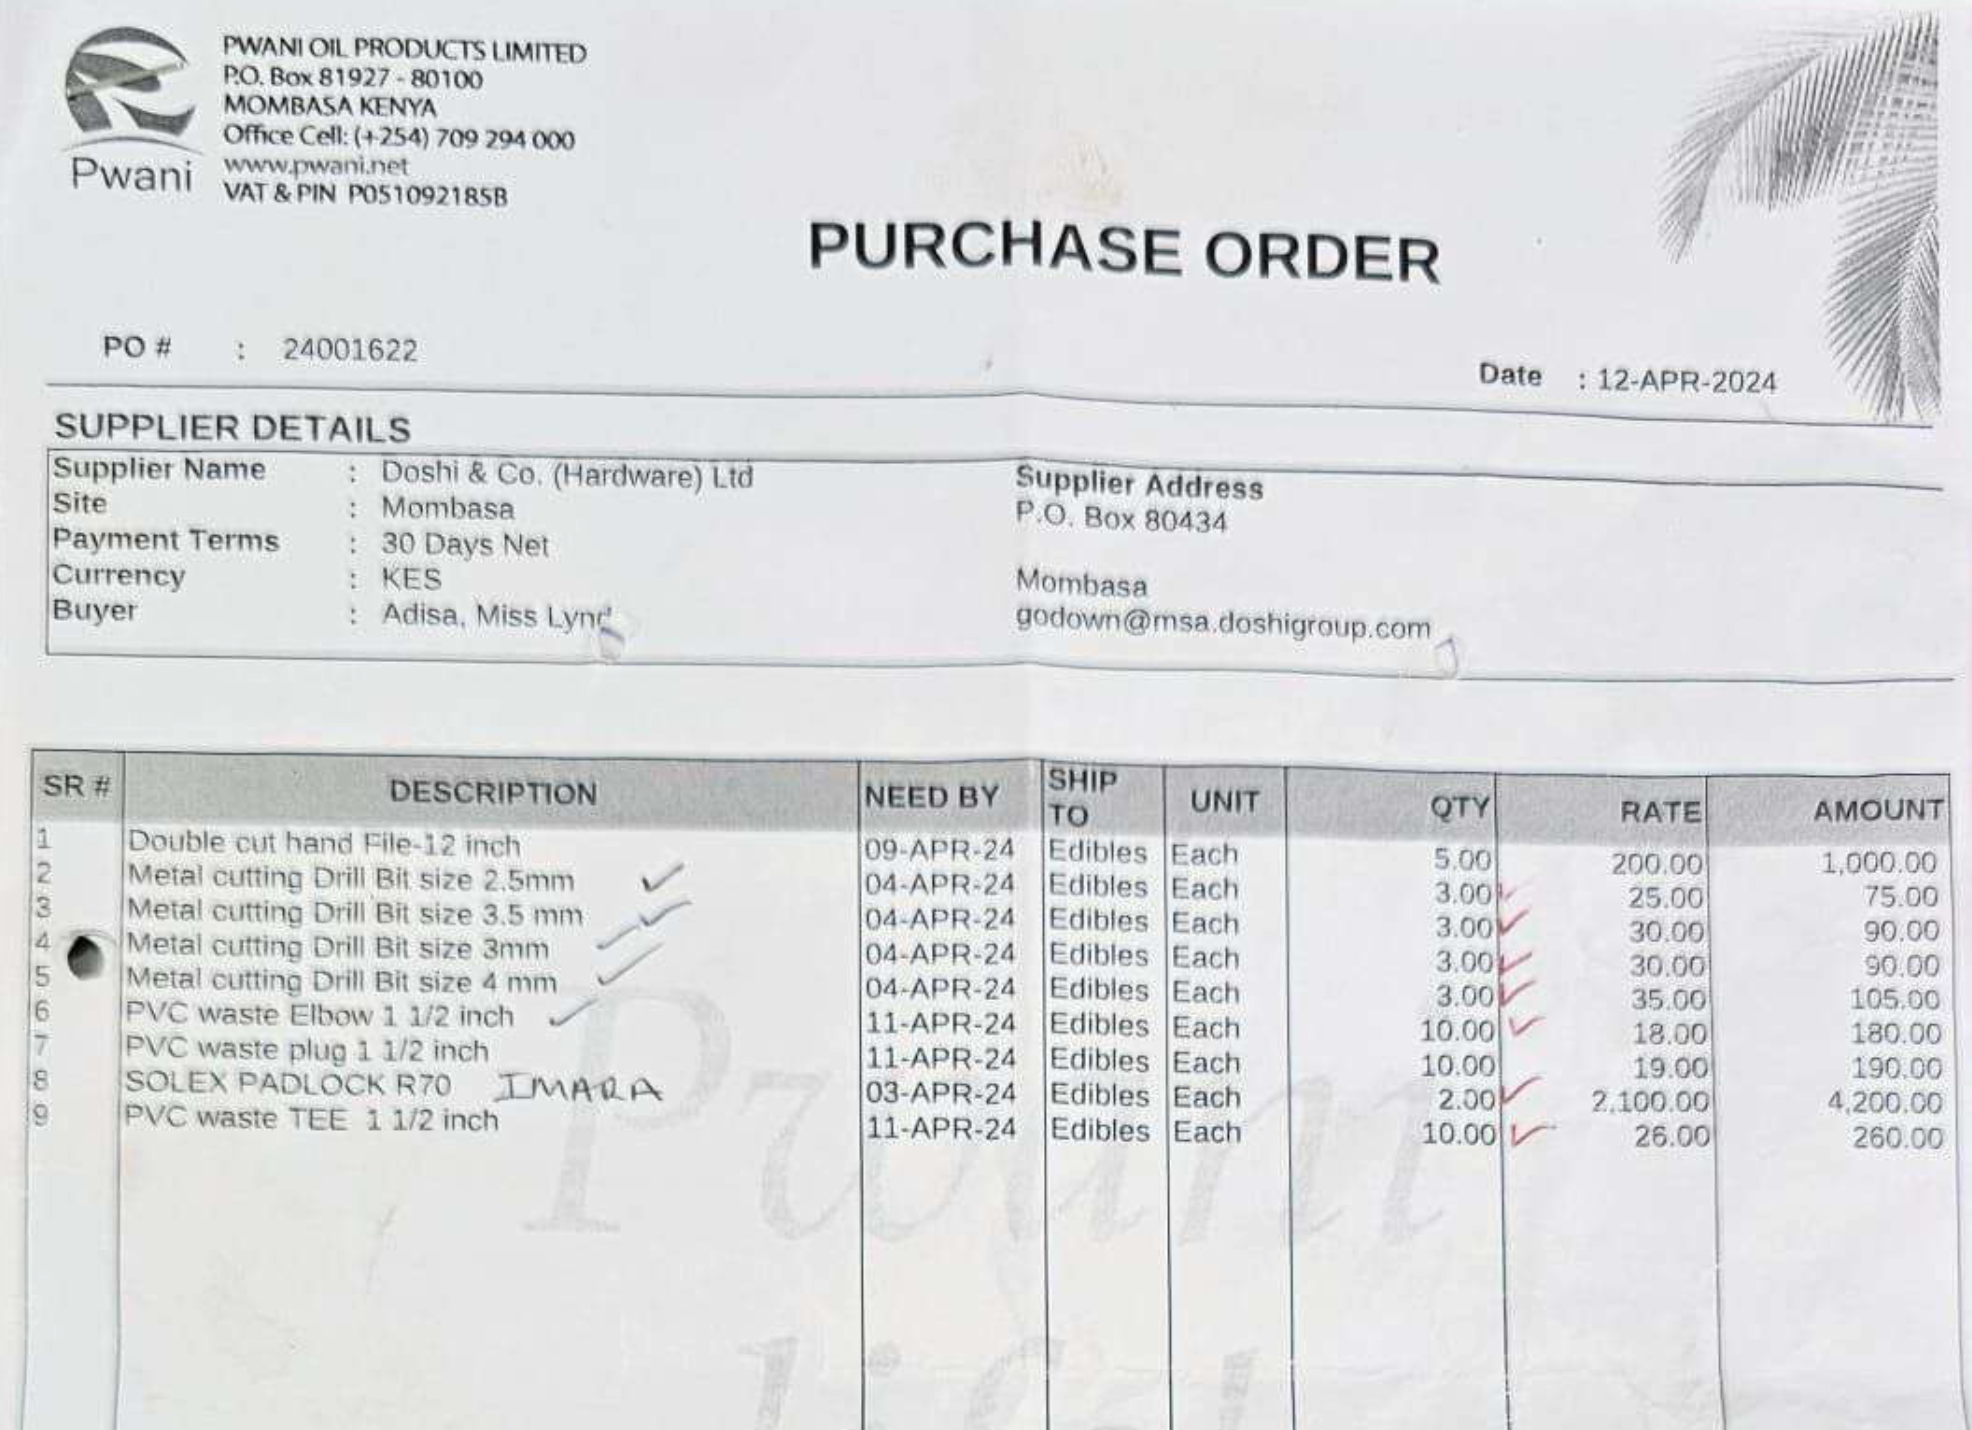 PWANI OIL PRODUCTS LIMITED
P.O. Box 81927 - 80100
MOMBASA KENYA
Office Cell: (+254) 709 294 000
www.pwani.net
VAT & PIN P051092185B
Pwani
PURCHASE ORDER
PO # : 24001622
Date : 12-APR-2024
SUPPLIER DETAILS
Supplier Name : Doshi & Co. (Hardware) Ltd
Site : Mombasa
Payment Terms : 30 Days Net
Currency : KES
Buyer : Adisa, Miss Lynd
Supplier Address
P.O. Box 80434
Mombasa
godown@msa.doshigroup.com
SR # DESCRIPTION NEED BY SHIP TO UNIT QTY RATE AMOUNT
1 Double cut hand File-12 inch 09-APR-24 Edibles Each 5.00 200.00 1,000.00
2 Metal cutting Drill Bit size 2.5mm 04-APR-24 Edibles Each 3.00 25.00 75.00
3 Metal cutting Drill Bit size 3.5 mm 04-APR-24 Edibles Each 3.00 30.00 90.00
4 Metal cutting Drill Bit size 3mm 04-APR-24 Edibles Each 3.00 30.00 90.00
5 Metal cutting Drill Bit size 4 mm 04-APR-24 Edibles Each 3.00 35.00 105.00
6 PVC waste Elbow 1 1/2 inch 11-APR-24 Edibles Each 10.00 18.00 180.00
7 PVC waste plug 1 1/2 inch 11-APR-24 Edibles Each 10.00 19.00 190.00
8 SOLEX PADLOCK R70 IMARA 03-APR-24 Edibles Each 2.00 2,100.00 4,200.00
9 PVC waste TEE 1 1/2 inch 11-APR-24 Edibles Each 10.00 26.00 260.00